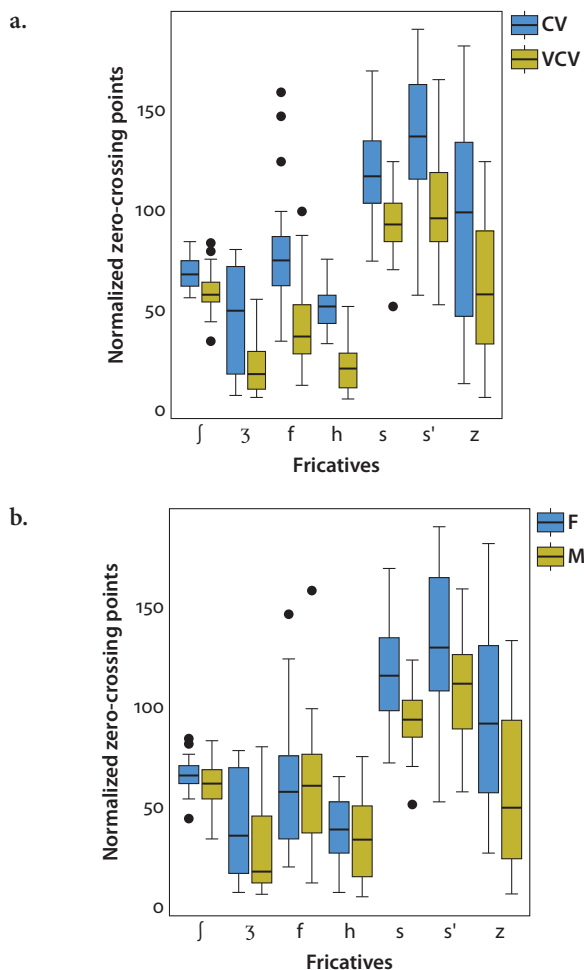 a.
CV
VCV
Normalized zero-crossing points
150
100
50
0
ʃ ʒ f h s s' z
Fricatives
b.
F
M
Normalized zero-crossing points
150
100
50
0
ʃ ʒ f h s s' z
Fricatives